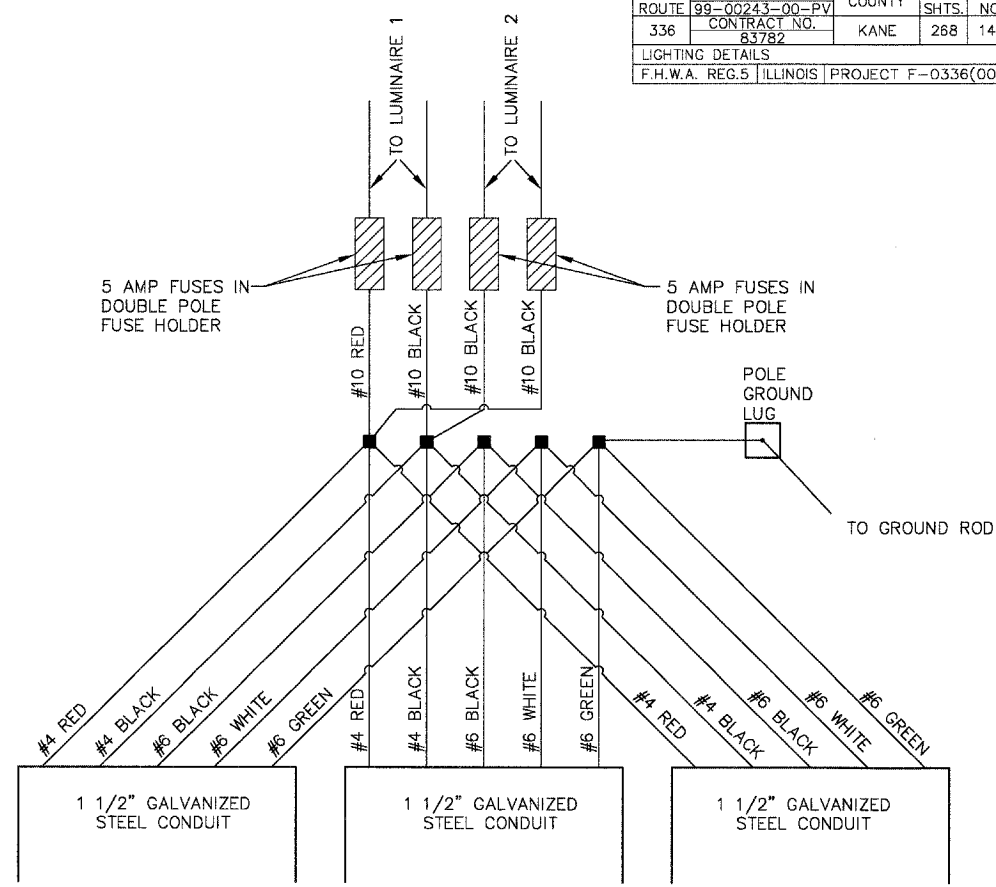 ROUTE 99-00243-00-PV COUNTY SHTS.
336 CONTRACT NO. 83782 KANE 268
LIGHTING DETAILS
F.H.W.A. REG.5 ILLINOIS PROJECT F-0336(00
TO LUMINAIRE 1
TO LUMINAIRE 2
5 AMP FUSES IN
DOUBLE POLE
FUSE HOLDER
5 AMP FUSES IN
DOUBLE POLE
FUSE HOLDER
#10 RED
#10 BLACK
#10 BLACK
#10 BLACK
POLE
GROUND
LUG
TO GROUND ROD
#4 RED
#4 BLACK
#6 BLACK
#6 WHITE
#6 GREEN
#4 RED
#4 BLACK
#6 BLACK
#6 WHITE
#6 GREEN
#4 RED
#4 BLACK
#6 BLACK
#6 WHITE
#6 GREEN
1 1/2" GALVANIZED
STEEL CONDUIT
1 1/2" GALVANIZED
STEEL CONDUIT
1 1/2" GALVANIZED
STEEL CONDUIT